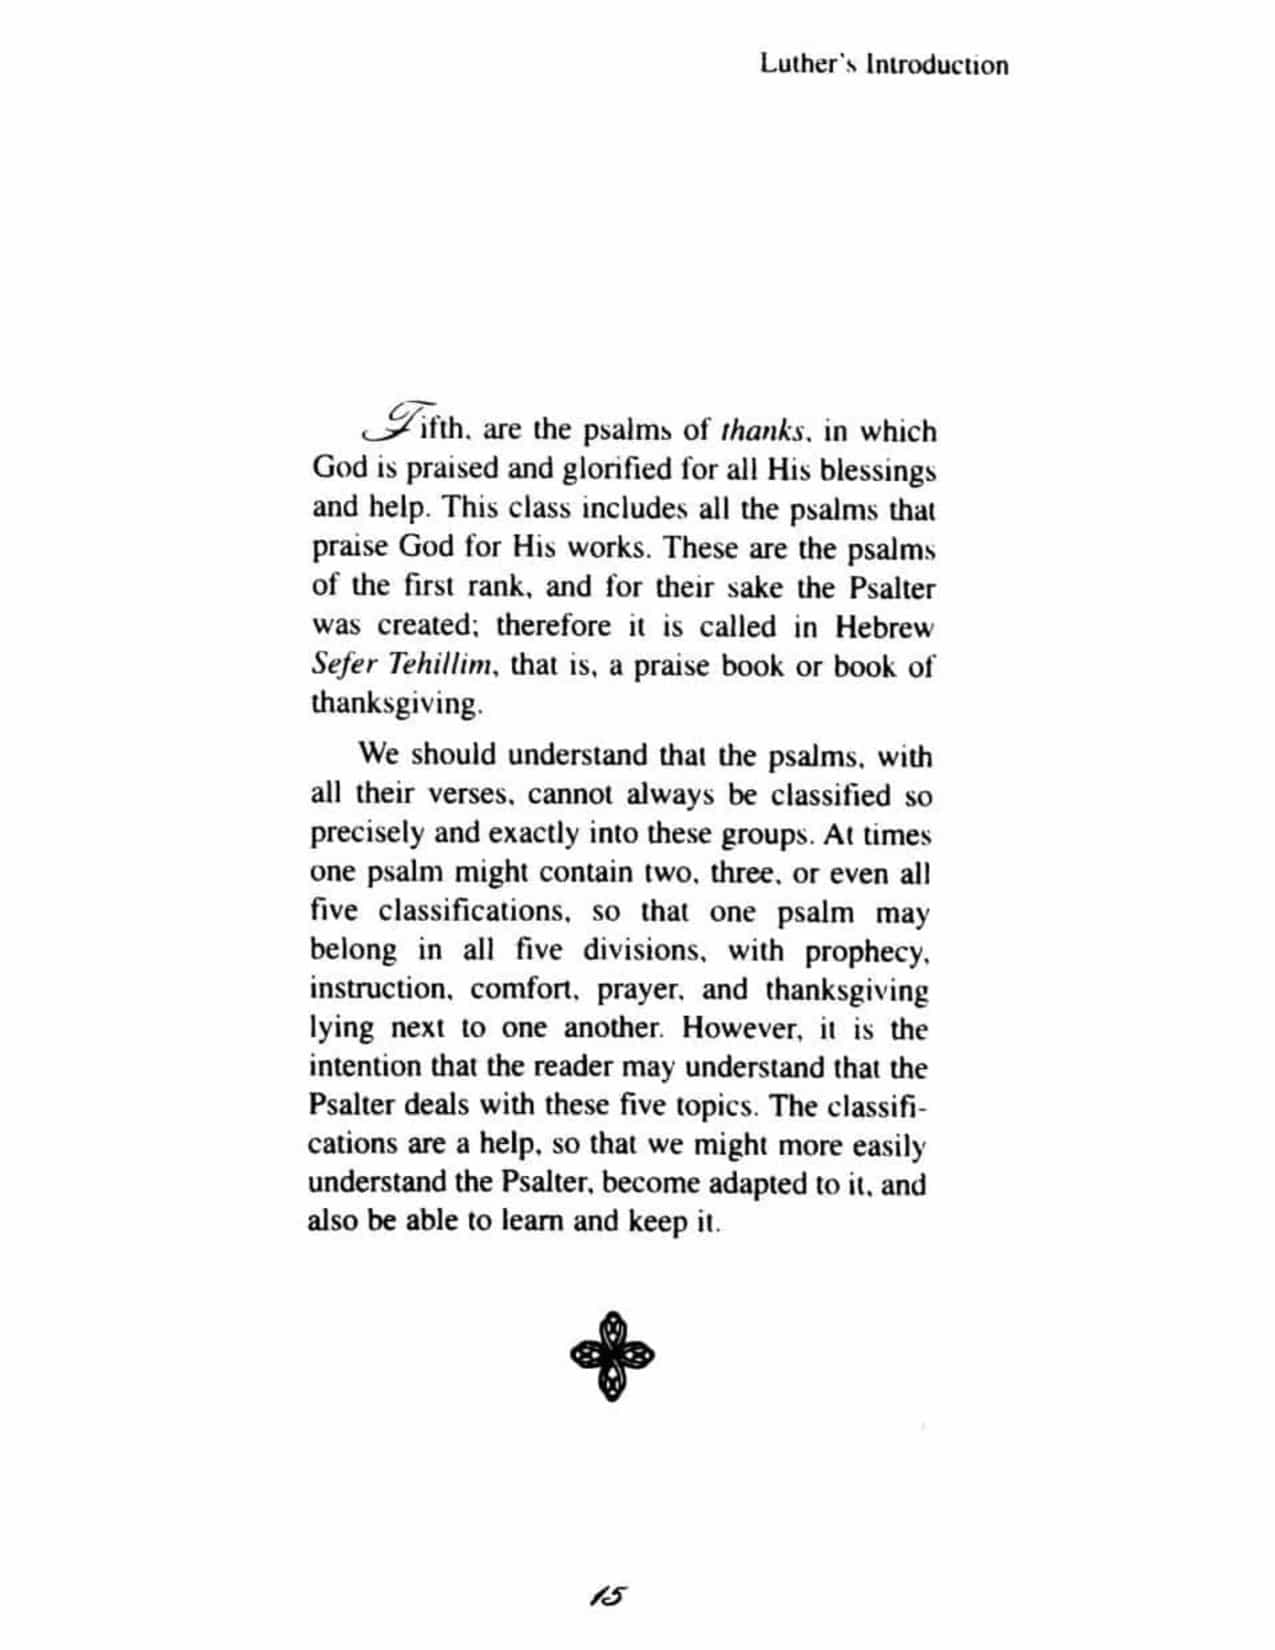 Luther's Introduction
Fifth, are the psalms of thanks, in which
God is praised and glorified for all His blessings
and help. This class includes all the psalms that
praise God for His works. These are the psalms
of the first rank, and for their sake the Psalter
was created; therefore it is called in Hebrew
Sefer Tehillim, that is, a praise book or book of
thanksgiving.
We should understand that the psalms, with
all their verses, cannot always be classified so
precisely and exactly into these groups. At times
one psalm might contain two, three, or even all
five classifications, so that one psalm may
belong in all five divisions, with prophecy,
instruction, comfort, prayer, and thanksgiving
lying next to one another. However, it is the
intention that the reader may understand that the
Psalter deals with these five topics. The classifi-
cations are a help, so that we might more easily
understand the Psalter, become adapted to it, and
also be able to learn and keep it.
15